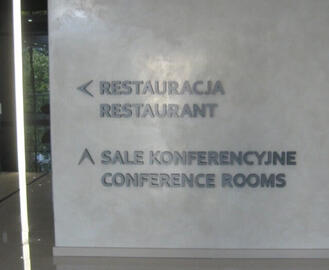 RESTAURACJA
RESTAURANT
SALE KONFERENCYJNE
CONFERENCE ROOMS